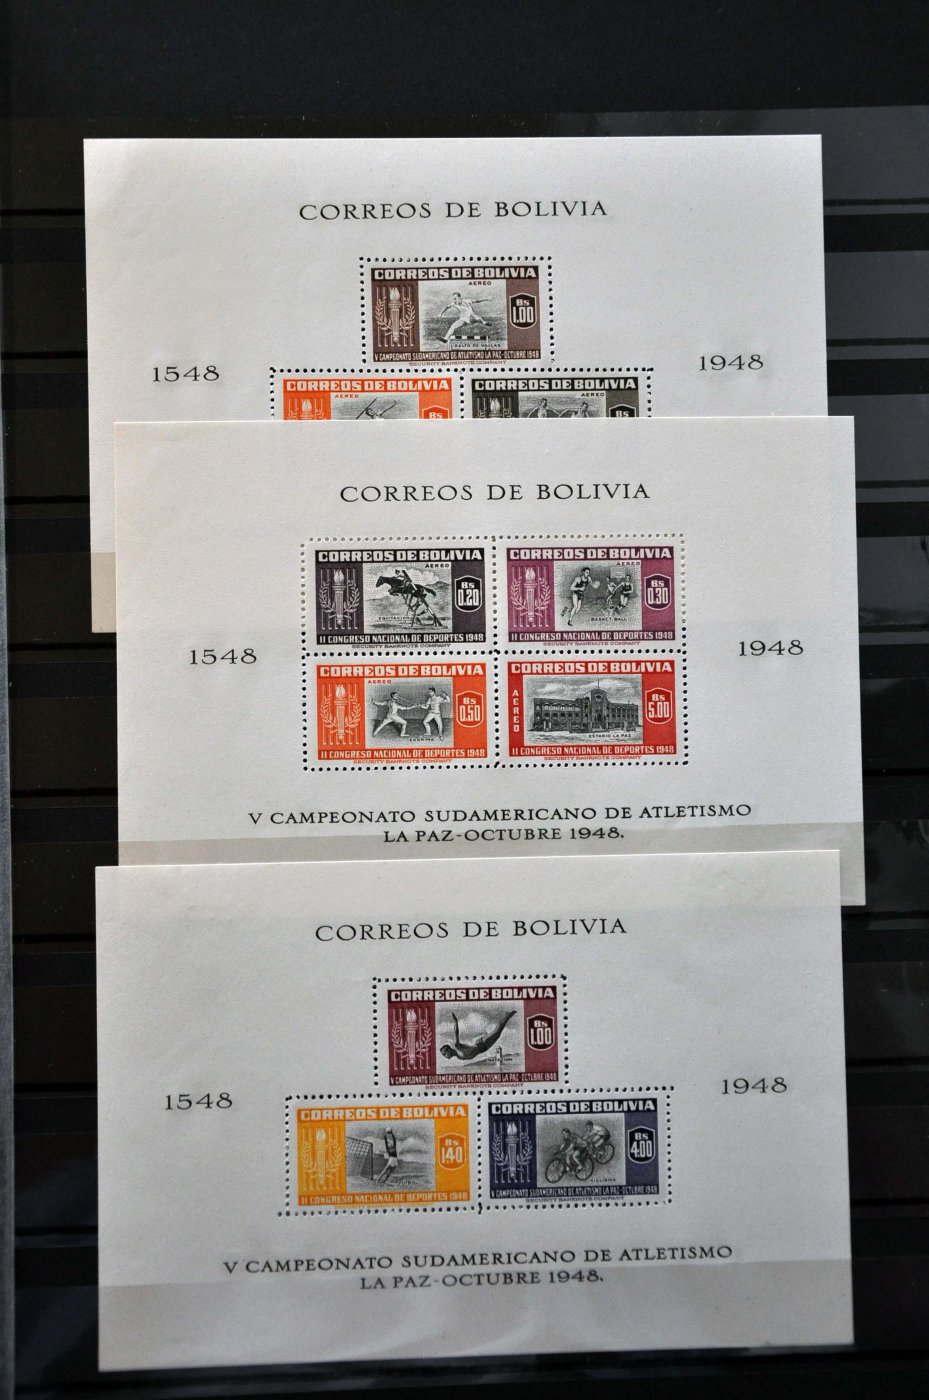 CORREOS DE BOLIVIA
CORREOS DE BOLIVIA
AEREO
Bs
1.00
SALTO DE VALLAS
V CAMPEONATO SUDAMERICANO DE ATLETISMO LA PAZ-OCTUBRE 1948
SECURITY BANKNOTE COMPANY
1548
1948
CORREOS DE BOLIVIA
AEREO
Bs
CORREOS DE BOLIVIA
AEREO
Bs
CORREOS DE BOLIVIA
CORREOS DE BOLIVIA
AEREO
Bs
0.20
EQUITACION
II CONGRESO NACIONAL DE DEPORTES 1948
SECURITY BANKNOTE COMPANY
CORREOS DE BOLIVIA
AEREO
Bs
0.30
BASKET BALL
II CONGRESO NACIONAL DE DEPORTES 1948
SECURITY BANKNOTE COMPANY
1548
1948
CORREOS DE BOLIVIA
AEREO
Bs
0.50
ESGRIMA
II CONGRESO NACIONAL DE DEPORTES 1948
SECURITY BANKNOTE COMPANY
CORREOS DE BOLIVIA
AEREO
Bs
5.00
ESTADIO LA PAZ
II CONGRESO NACIONAL DE DEPORTES 1948
SECURITY BANKNOTE COMPANY
V CAMPEONATO SUDAMERICANO DE ATLETISMO
LA PAZ-OCTUBRE 1948.
CORREOS DE BOLIVIA
CORREOS DE BOLIVIA
Bs
1.00
V CAMPEONATO SUDAMERICANO DE ATLETISMO LA PAZ-OCTUBRE 1948
SECURITY BANKNOTE COMPANY
1548
1948
CORREOS DE BOLIVIA
Bs
1.40
II CONGRESO NACIONAL DE DEPORTES 1948
SECURITY BANKNOTE COMPANY
CORREOS DE BOLIVIA
Bs
4.00
CICLISMO
V CAMPEONATO SUDAMERICANO DE ATLETISMO LA PAZ-OCTUBRE 1948
SECURITY BANKNOTE COMPANY
V CAMPEONATO SUDAMERICANO DE ATLETISMO
LA PAZ-OCTUBRE 1948.